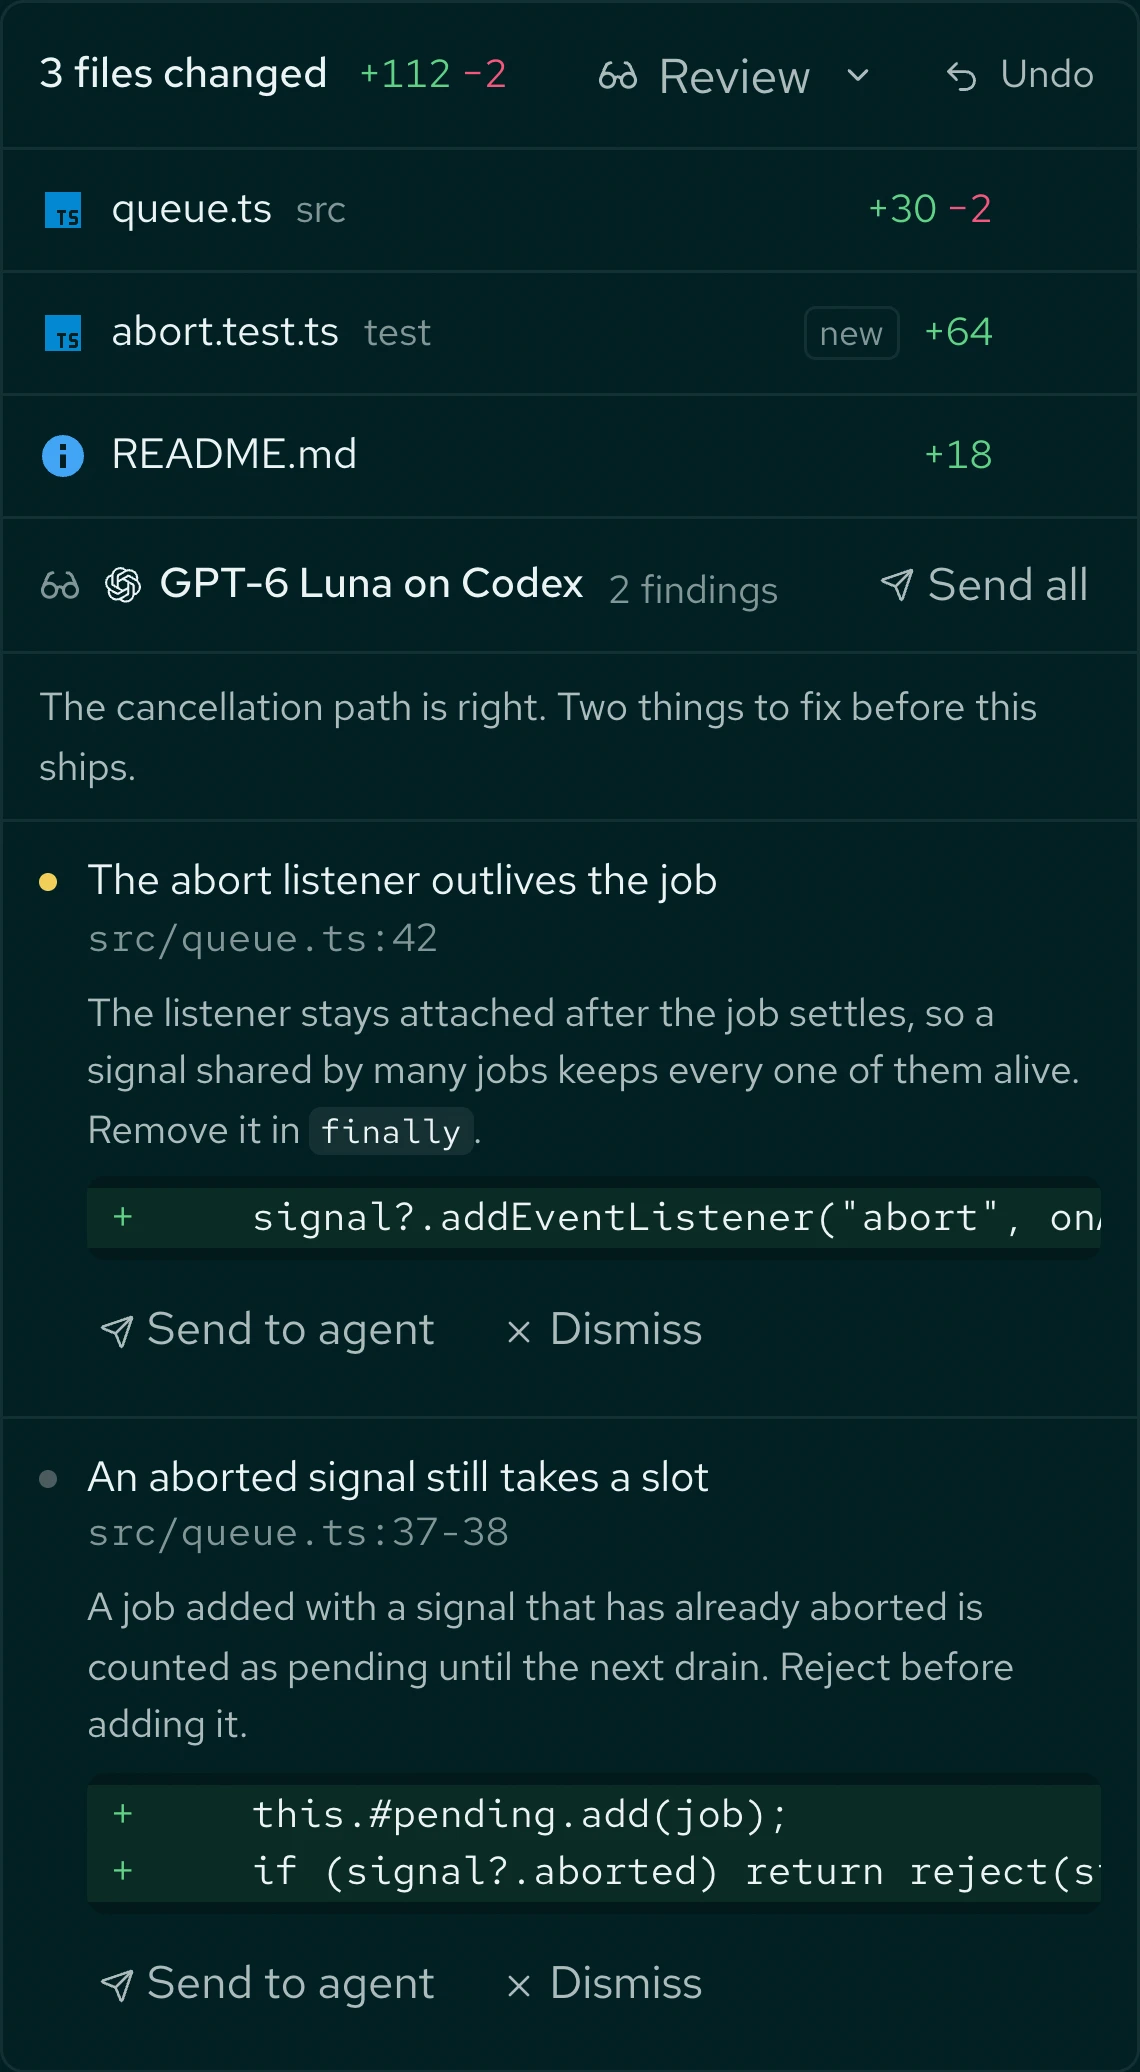 3 files changed +112 -2 Review Undo
TS queue.ts src +30 -2
TS abort.test.ts test new +64
README.md +18
GPT-6 Luna on Codex 2 findings Send all
The cancellation path is right. Two things to fix before this
ships.
The abort listener outlives the job
src/queue.ts:42
The listener stays attached after the job settles, so a
signal shared by many jobs keeps every one of them alive.
Remove it in finally.
+ signal?.addEventListener("abort", on
Send to agent Dismiss
An aborted signal still takes a slot
src/queue.ts:37-38
A job added with a signal that has already aborted is
counted as pending until the next drain. Reject before
adding it.
+ this.#pending.add(job);
+ if (signal?.aborted) return reject(s
Send to agent Dismiss